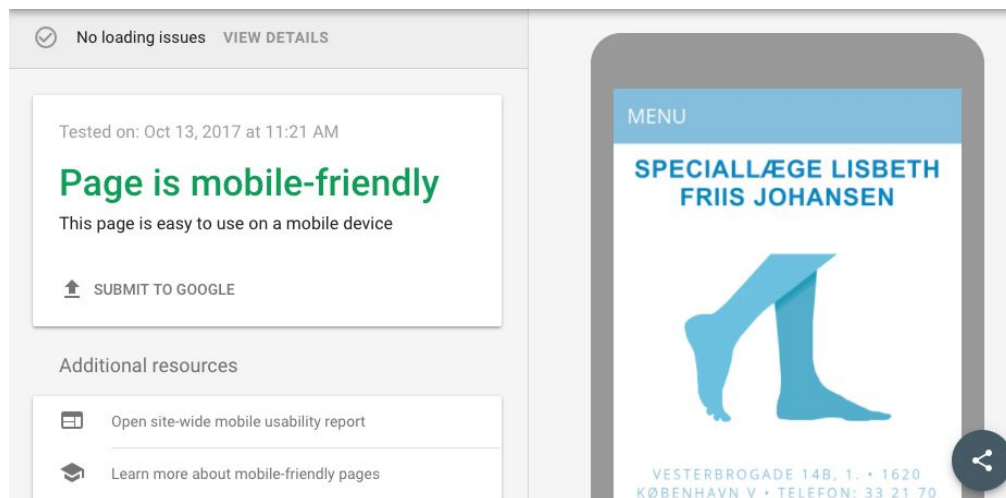 No loading issues VIEW DETAILS
Tested on: Oct 13, 2017 at 11:21 AM
Page is mobile-friendly
This page is easy to use on a mobile device
SUBMIT TO GOOGLE
Additional resources
Open site-wide mobile usability report
Learn more about mobile-friendly pages
MENU
SPECIALLÆGE LISBETH
FRIIS JOHANSEN
VESTERBROGADE 14B, 1. • 1620
KØBENHAVN V • TELEFON: 33 21 70